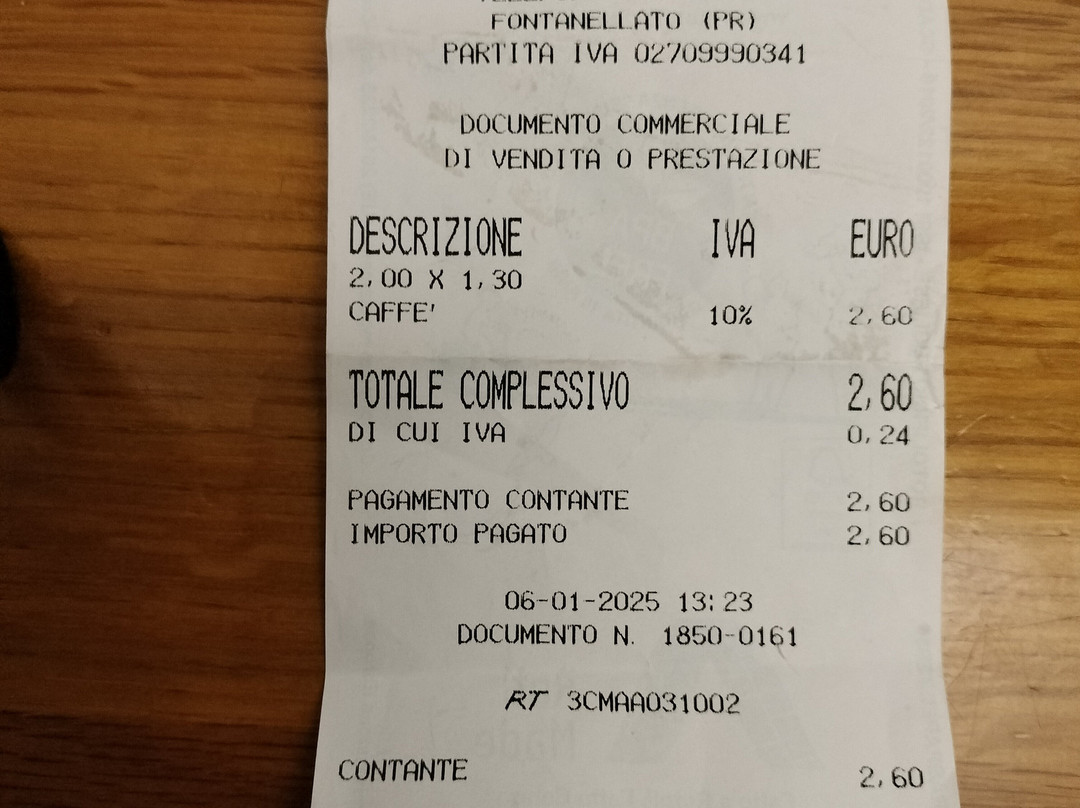 FONTANELLATO (PR)
PARTITA IVA 02709990341
DOCUMENTO COMMERCIALE
DI VENDITA O PRESTAZIONE
DESCRIZIONE IVA EURO
2,00 X 1,30
CAFFE' 10% 2,60
TOTALE COMPLESSIVO 2,60
DI CUI IVA 0,24
PAGAMENTO CONTANTE 2,60
IMPORTO PAGATO 2,60
06-01-2025 13:23
DOCUMENTO N. 1850-0161
RT 3CMAA031002
CONTANTE 2,60